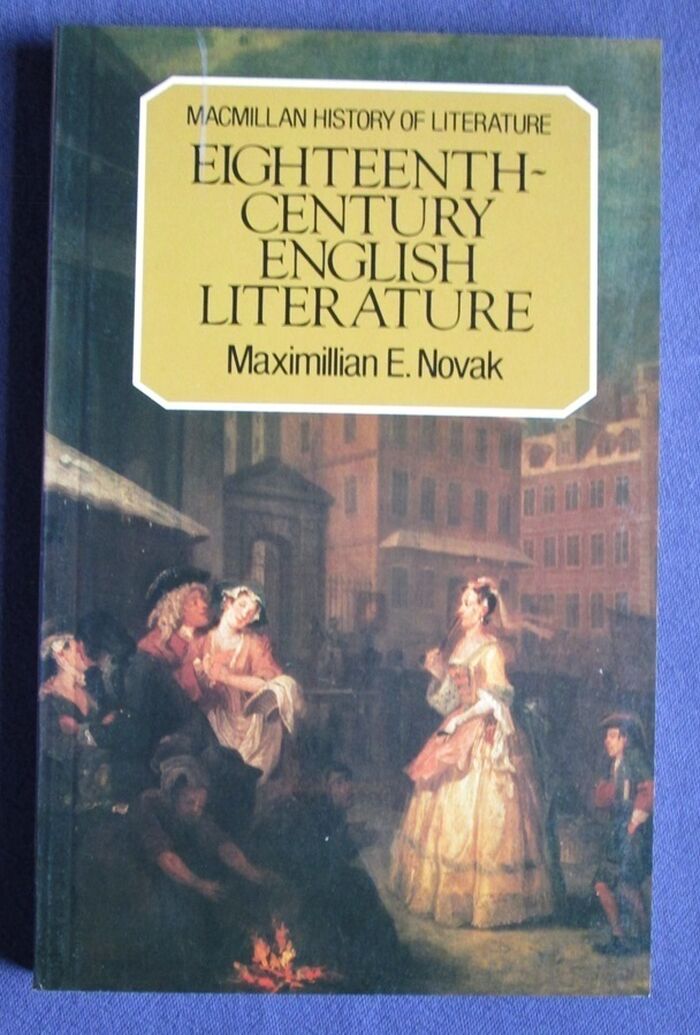 MACMILLAN HISTORY OF LITERATURE
EIGHTEENTH-
CENTURY
ENGLISH
LITERATURE
Maximillian E. Novak